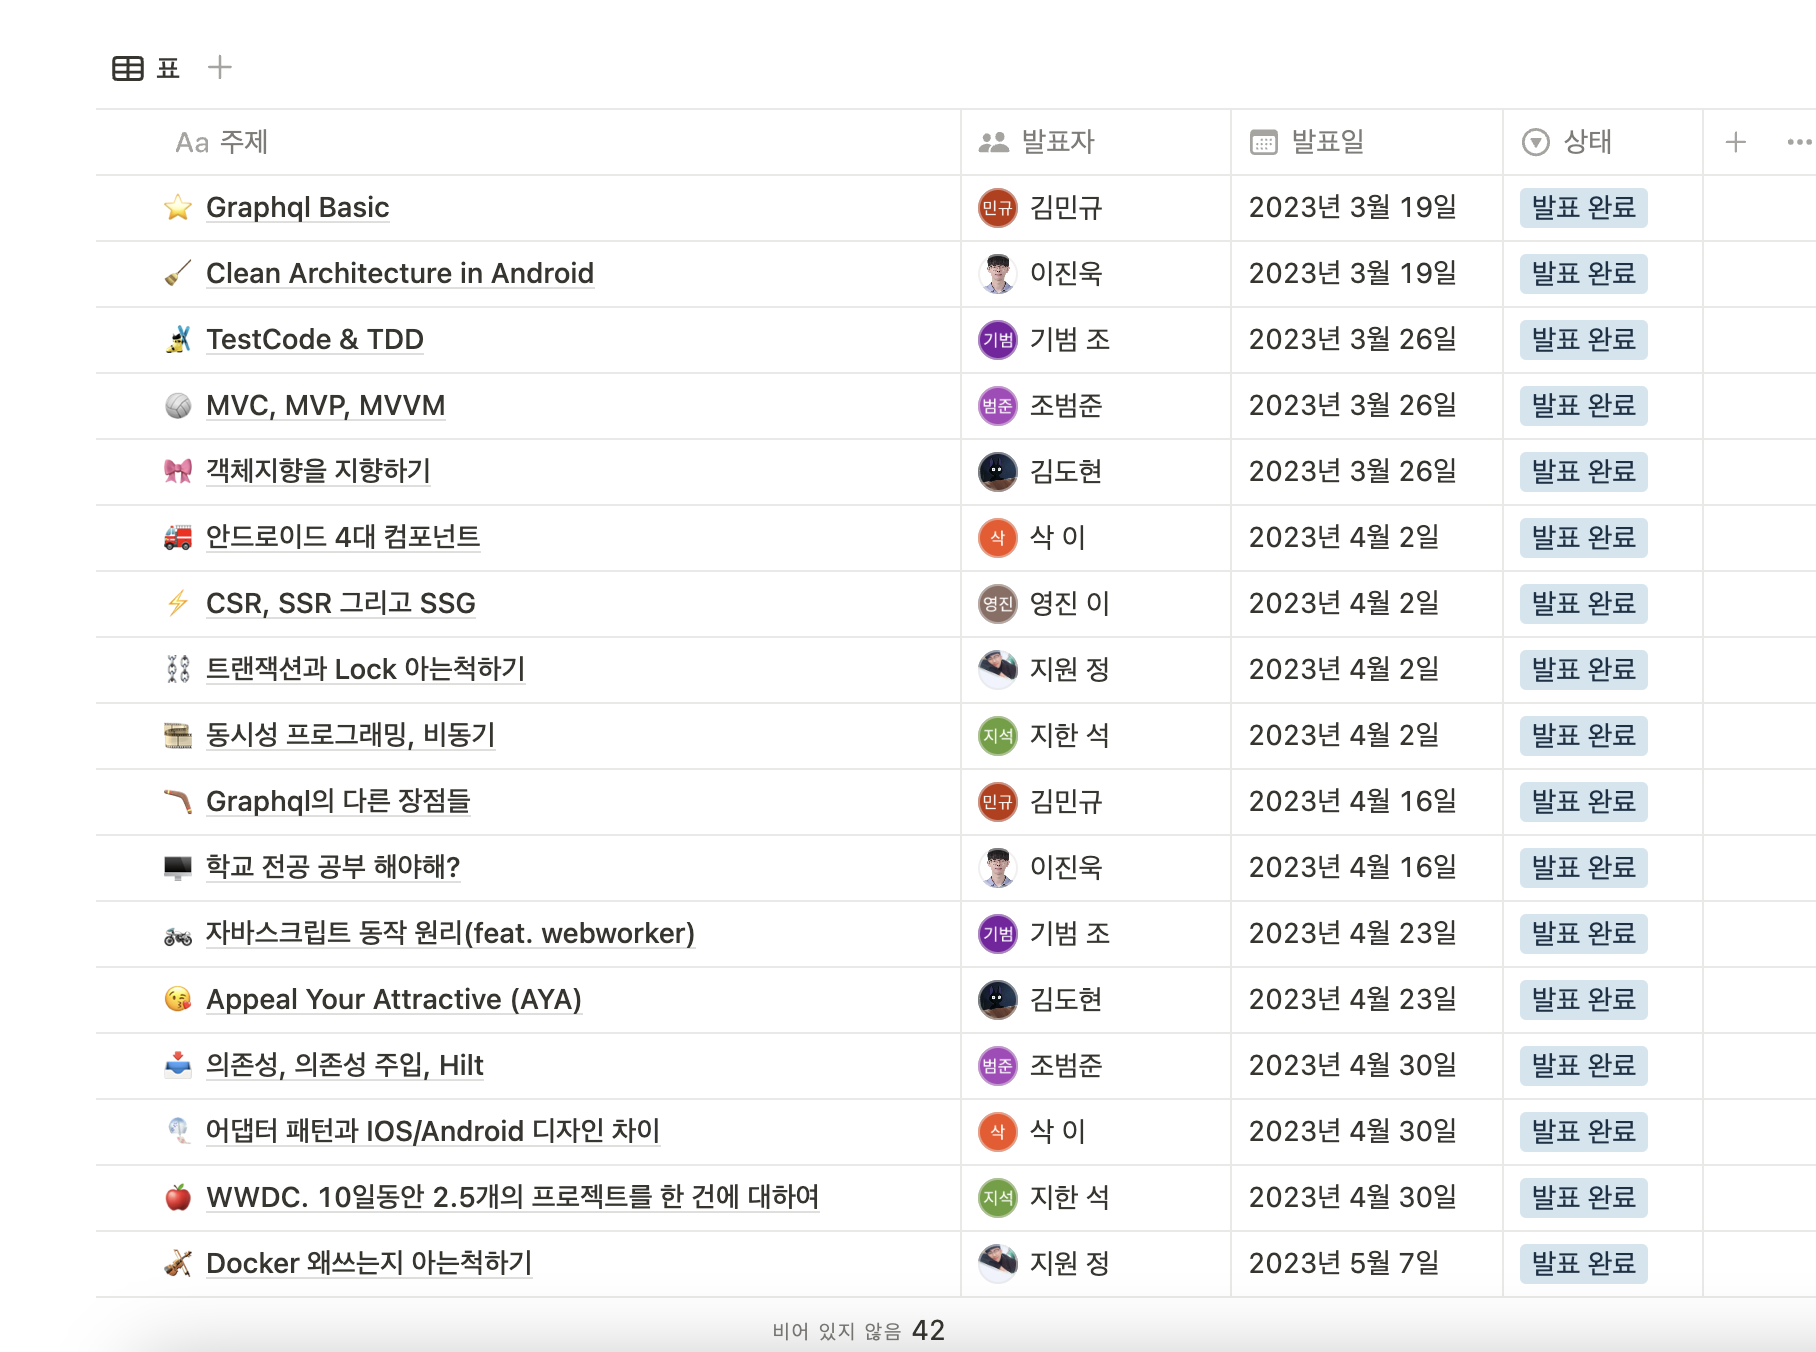 표
Aa 주제 발표자 발표일 상태
Graphql Basic 민규 김민규 2023년 3월 19일 발표 완료
Clean Architecture in Android 이진욱 2023년 3월 19일 발표 완료
TestCode & TDD 기범 기범 조 2023년 3월 26일 발표 완료
MVC, MVP, MVVM 범준 조범준 2023년 3월 26일 발표 완료
객체지향을 지향하기 김도현 2023년 3월 26일 발표 완료
안드로이드 4대 컴포넌트 삭 삭 이 2023년 4월 2일 발표 완료
CSR, SSR 그리고 SSG 영진 영진 이 2023년 4월 2일 발표 완료
트랜잭션과 Lock 아는척하기 지원 정 2023년 4월 2일 발표 완료
동시성 프로그래밍, 비동기 지석 지한 석 2023년 4월 2일 발표 완료
Graphql의 다른 장점들 민규 김민규 2023년 4월 16일 발표 완료
학교 전공 공부 해야해? 이진욱 2023년 4월 16일 발표 완료
자바스크립트 동작 원리(feat. webworker) 기범 기범 조 2023년 4월 23일 발표 완료
Appeal Your Attractive (AYA) 김도현 2023년 4월 23일 발표 완료
의존성, 의존성 주입, Hilt 범준 조범준 2023년 4월 30일 발표 완료
어댑터 패턴과 IOS/Android 디자인 차이 삭 삭 이 2023년 4월 30일 발표 완료
WWDC. 10일동안 2.5개의 프로젝트를 한 건에 대하여 지석 지한 석 2023년 4월 30일 발표 완료
Docker 왜쓰는지 아는척하기 지원 정 2023년 5월 7일 발표 완료
비어 있지 않음 42